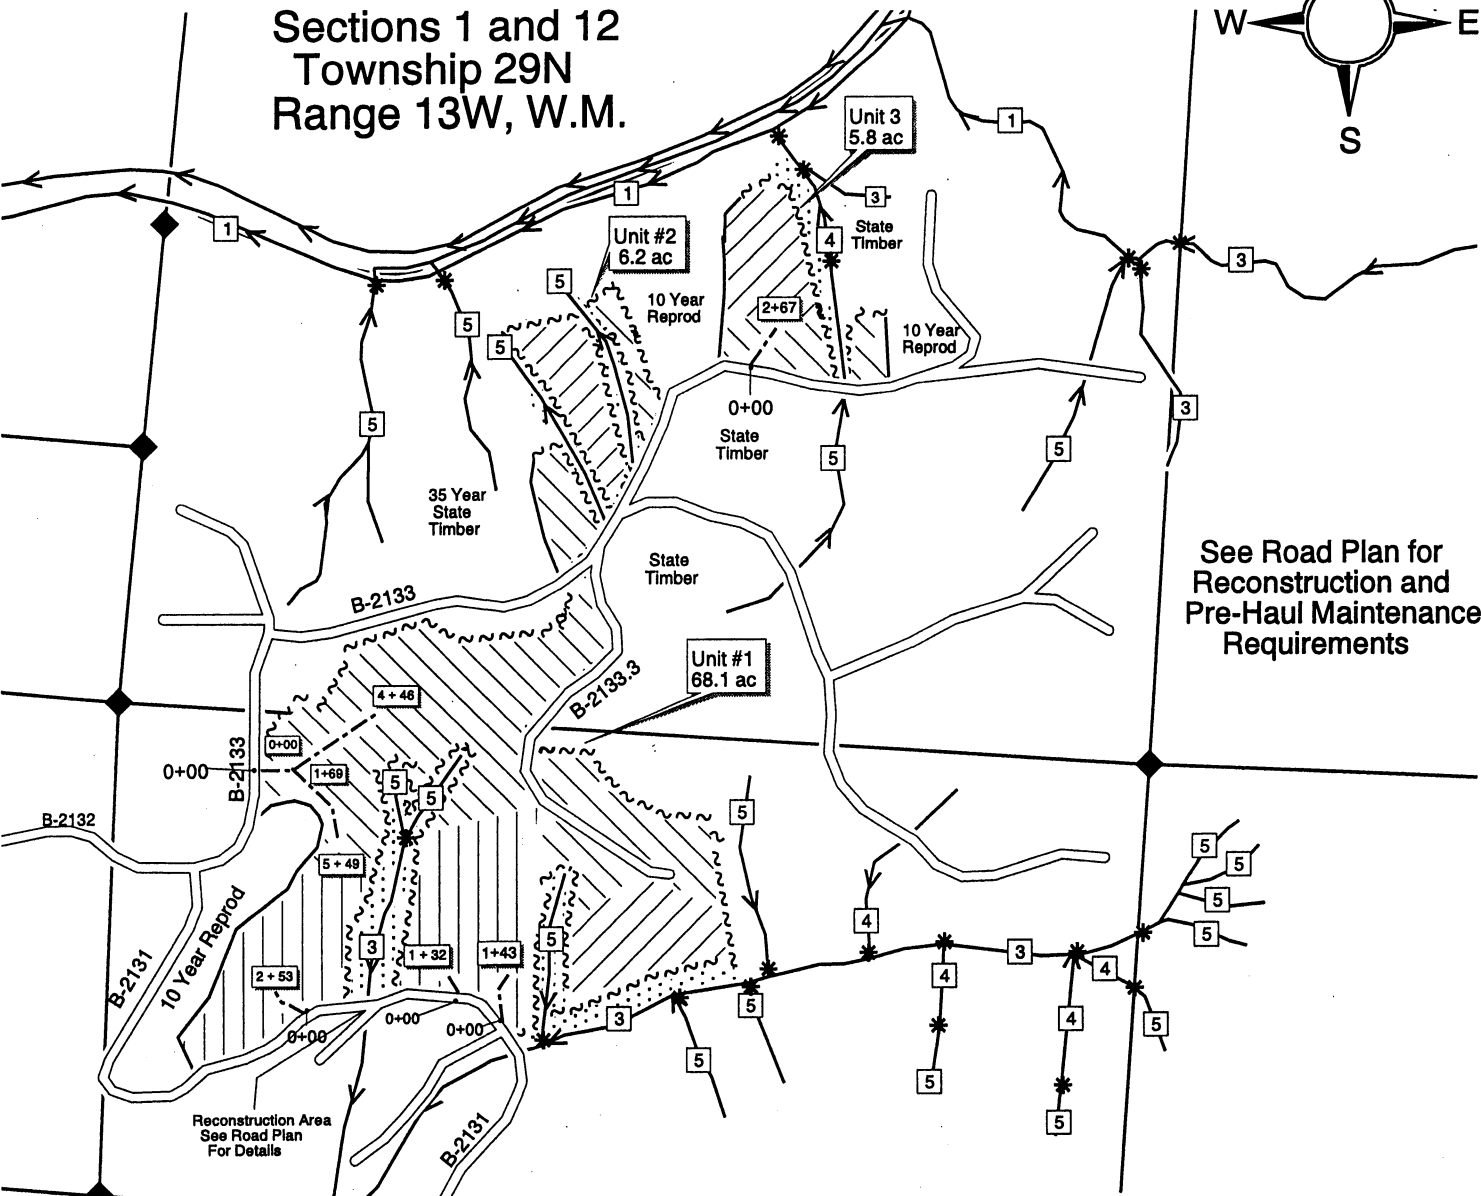 Sections 1 and 12
Township 29N
Range 13W, W.M.
W
E
S
Unit 3
5.8 ac
1
1
1
3
State
Timber
4
3
Unit #2
6.2 ac
5
10 Year
Reprod
2+67
10 Year
Reprod
5
5
5
0+00
State
Timber
3
5
5
5
35 Year
State
Timber
State
Timber
See Road Plan for
Reconstruction and
Pre-Haul Maintenance
Requirements
B-2133
Unit #1
68.1 ac
B-2133.3
4 + 46
0+00
0+00
B-2133
1+69
5
5
5
B-2132
5 + 49
5
5
5
5
4
10 Year Reprod
3
1 + 32
1+43
5
3
4
4
2 + 53
B-2131
0+00
0+00
0+00
3
5
4
5
5
5
5
Reconstruction Area
See Road Plan
For Details
B-2131